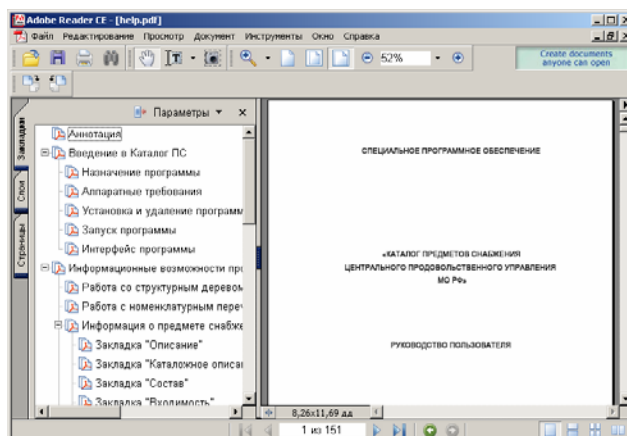 Adobe Reader CE - [help.pdf]
Файл Редактирование Просмотр Документ Инструменты Окно Справка
52%
Create documents
anyone can open
Параметры
Закладки
Слои
Страницы
Аннотация
Введение в Каталог ПС
Назначение программы
Аппаратные требования
Установка и удаление программ
Запуск программы
Интерфейс программы
Информационные возможности пр
Работа со структурным деревом
Работа с номенклатурным переч
Информация о предмете снабже
Закладка "Описание"
Закладка "Каталожное описа
Закладка "Состав"
Закладка "Входимость"
СПЕЦИАЛЬНОЕ ПРОГРАММНОЕ ОБЕСПЕЧЕНИЕ
«КАТАЛОГ ПРЕДМЕТОВ СНАБЖЕНИЯ
ЦЕНТРАЛЬНОГО ПРОДОВОЛЬСТВЕННОГО УПРАВЛЕНИЯ
МО РФ»
РУКОВОДСТВО ПОЛЬЗОВАТЕЛЯ
8,26x11,69 дд
1 из 151